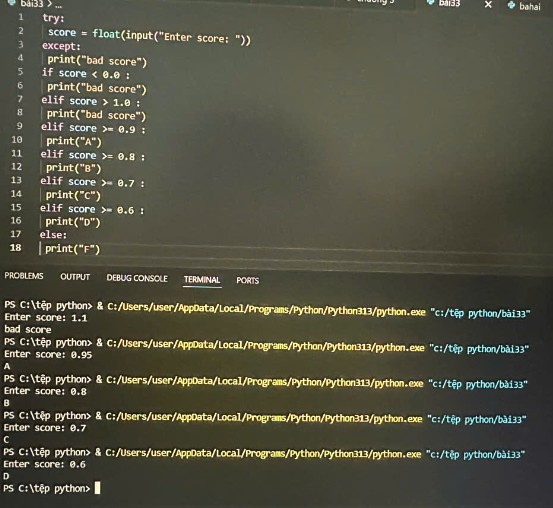 bài33 > ...
bài33
bahai
1 try:
2 score = float(input("Enter score: "))
3 except:
4 print("bad score")
5 if score < 0.0 :
6 print("bad score")
7 elif score > 1.0 :
8 print("bad score")
9 elif score >= 0.9 :
10 print("A")
11 elif score >= 0.8 :
12 print("B")
13 elif score >= 0.7 :
14 print("C")
15 elif score >= 0.6 :
16 print("D")
17 else:
18 print("F")
PROBLEMS OUTPUT DEBUG CONSOLE TERMINAL PORTS
PS C:\tệp python> & C:/Users/user/AppData/Local/Programs/Python/Python313/python.exe "c:/tệp python/bài33"
Enter score: 1.1
bad score
PS C:\tệp python> & C:/Users/user/AppData/Local/Programs/Python/Python313/python.exe "c:/tệp python/bài33"
Enter score: 0.95
A
PS C:\tệp python> & C:/Users/user/AppData/Local/Programs/Python/Python313/python.exe "c:/tệp python/bài33"
Enter score: 0.8
B
PS C:\tệp python> & C:/Users/user/AppData/Local/Programs/Python/Python313/python.exe "c:/tệp python/bài33"
Enter score: 0.7
C
PS C:\tệp python> & C:/Users/user/AppData/Local/Programs/Python/Python313/python.exe "c:/tệp python/bài33"
Enter score: 0.6
D
PS C:\tệp python>